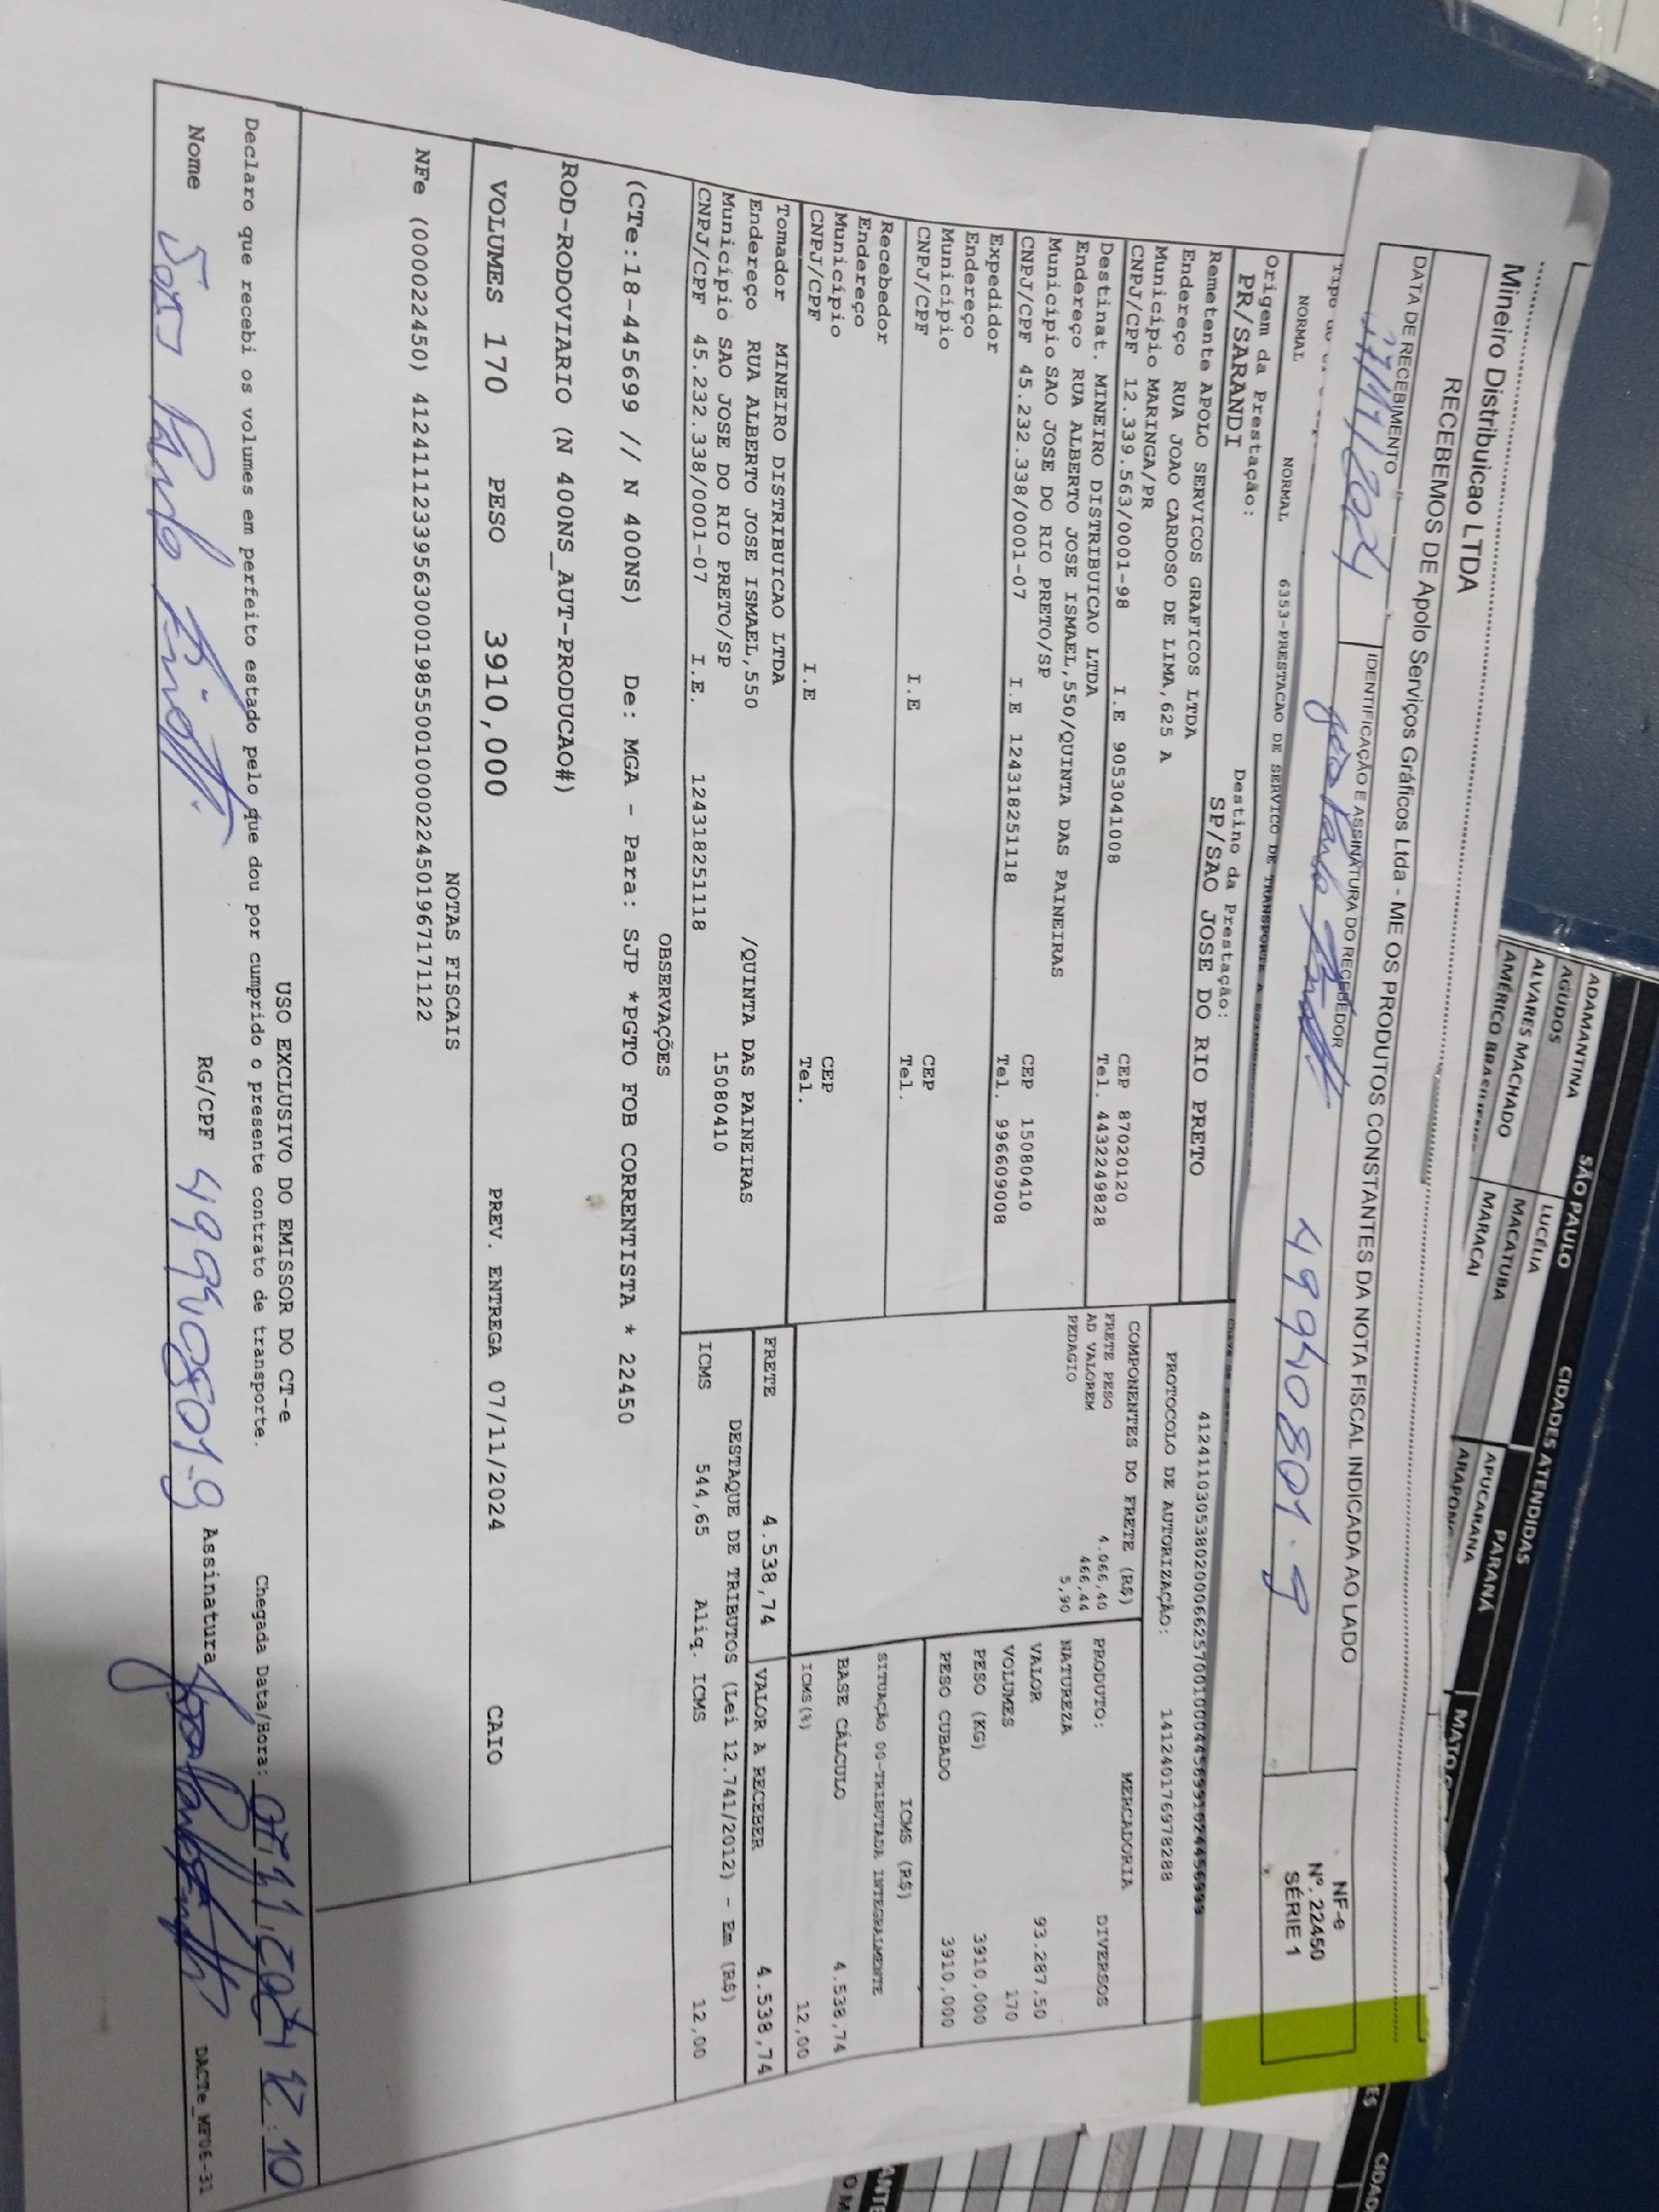 Mineiro Distribuicao LTDA
RECEBEMOS DE Apolo Serviços Gráficos Ltda - ME OS PRODUTOS CONSTANTES DA NOTA FISCAL INDICADA AO LADO
DATA DE RECEBIMENTO
IDENTIFICAÇÃO E ASSINATURA DO RECEBEDOR
NF-e
Nº. 22450
SÉRIE 1
NORMAL NORMAL 6353-PRESTACAO DE SERVICO DE TRANSPORTE A
Origem da Prestação: Destino da Prestação:
PR/SARANDI SP/SAO JOSE DO RIO PRETO
PROTOCOLO DE AUTORIZAÇÃO: 141240176978288
Remetente APOLO SERVICOS GRAFICOS LTDA
Endereço RUA JOAO CARDOSO DE LIMA,625 A
Município MARINGA/PR CEP 87020120
CNPJ/CPF 12.339.563/0001-98 I.E 9053041008 Tel. 4432249828
Destinat. MINEIRO DISTRIBUICAO LTDA
Endereço RUA ALBERTO JOSE ISMAEL,550/QUINTA DAS PAINEIRAS
Município SAO JOSE DO RIO PRETO/SP CEP 15080410
CNPJ/CPF 45.232.338/0001-07 I.E 124318251118 Tel. 996609008
Expedidor
Endereço
Município CEP
CNPJ/CPF I.E Tel.
Recebedor
Endereço
Município CEP
CNPJ/CPF I.E Tel.
Tomador MINEIRO DISTRIBUICAO LTDA
Endereço RUA ALBERTO JOSE ISMAEL,550 /QUINTA DAS PAINEIRAS
Município SAO JOSE DO RIO PRETO/SP 15080410
CNPJ/CPF 45.232.338/0001-07 I.E. 124318251118
COMPONENTES DO FRETE (R$)
FRETE PESO 4.066,40
AD VALOREM 466,44
PEDAGIO 5,90
MERCADORIA
PRODUTO: DIVERSOS
NATUREZA
VALOR 93.287,50
VOLUMES 170
PESO (KG) 3910,000
PESO CUBADO 3910,000
ICMS (R$)
SITUAÇÃO 00-TRIBUTADA INTEGRALMENTE
BASE CÁLCULO 4.538,74
ICMS(%) 12,00
FRETE 4.538,74 VALOR A RECEBER 4.538,74
DESTAQUE DE TRIBUTOS (Lei 12.741/2012) - Em (R$)
ICMS 544,65 Aliq. ICMS 12,00
OBSERVAÇÕES
(CTe:18-445699 // N 400NS) De: MGA - Para: SJP *PGTO FOB CORRENTISTA * 22450
ROD-RODOVIARIO (N 400NS_AUT-PRODUCAO#)
VOLUMES 170 PESO 3910,000 PREV. ENTREGA 07/11/2024 CAIO
NOTAS FISCAIS
NFe (000022450) 41241112339563000198550010000224501967171122
USO EXCLUSIVO DO EMISSOR DO CT-e
Declaro que recebi os volumes em perfeito estado pelo que dou por cumprido o presente contrato de transporte.
Chegada Data/Hora: 12:10
Nome RG/CPF Assinatura
DACTe_MF06-31
CIDADES ATENDIDAS
SÃO PAULO
ADAMANTINA
AGUDOS
ALVARES MACHADO
LUCÉLIA
MACATUBA
MARACAI
PARANÁ
APUCARANA